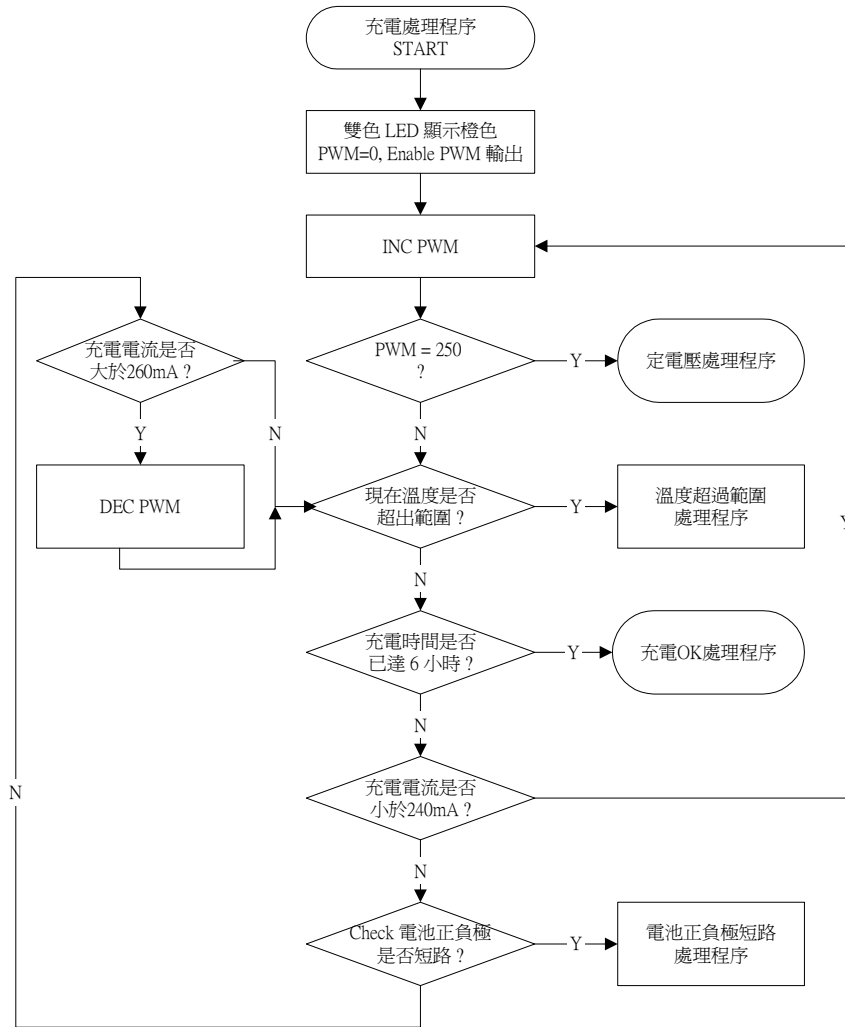 充電處理程序
START
雙色 LED 顯示橙色
PWM=0, Enable PWM 輸出
INC PWM
充電電流是否
大於260mA ?
PWM = 250
?
Y
定電壓處理程序
Y
N
N
DEC PWM
現在溫度是否
超出範圍 ?
Y
溫度超過範圍
處理程序
Y
N
充電時間是否
已達 6 小時 ?
Y
充電OK處理程序
N
N
充電電流是否
小於240mA ?
N
Check 電池正負極
是否短路 ?
Y
電池正負極短路
處理程序